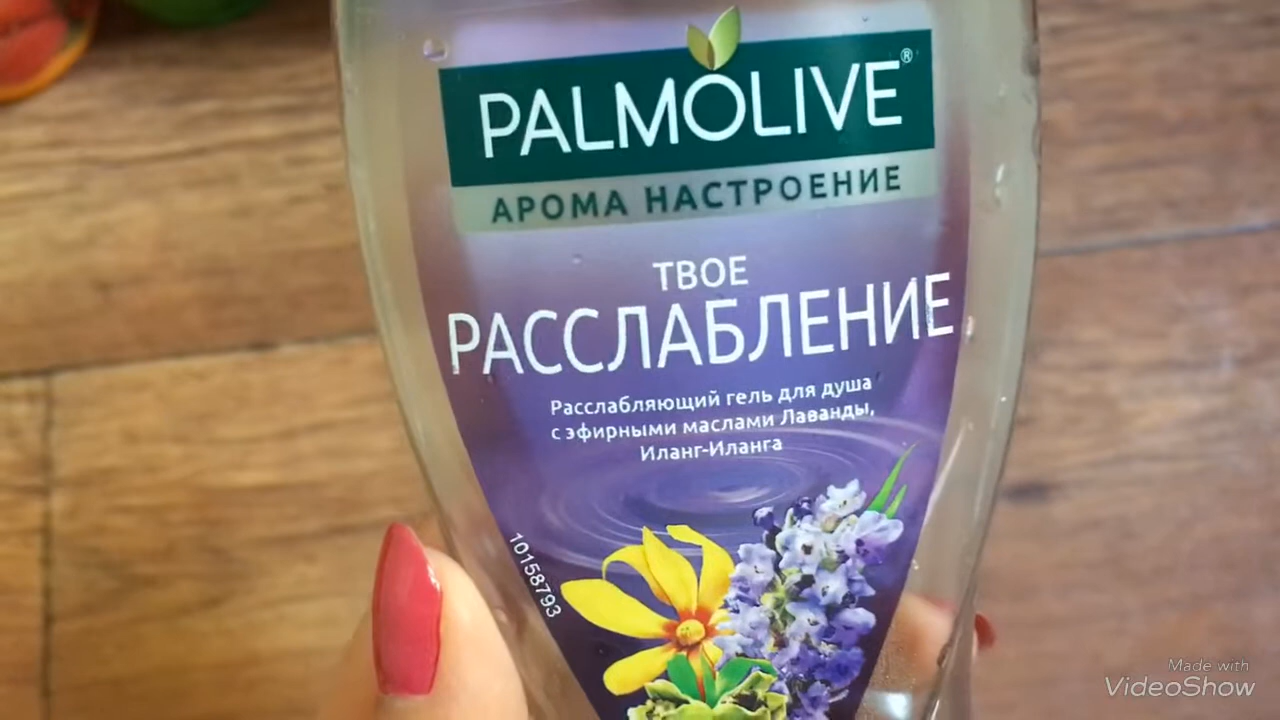 PALMOLIVE®
АРОМА НАСТРОЕНИЕ
ТВОЕ
РАССЛАБЛЕНИЕ
Расслабляющий гель для душа
с эфирными маслами Лаванды,
Иланг-Иланга
10158793
Made with
VideoShow